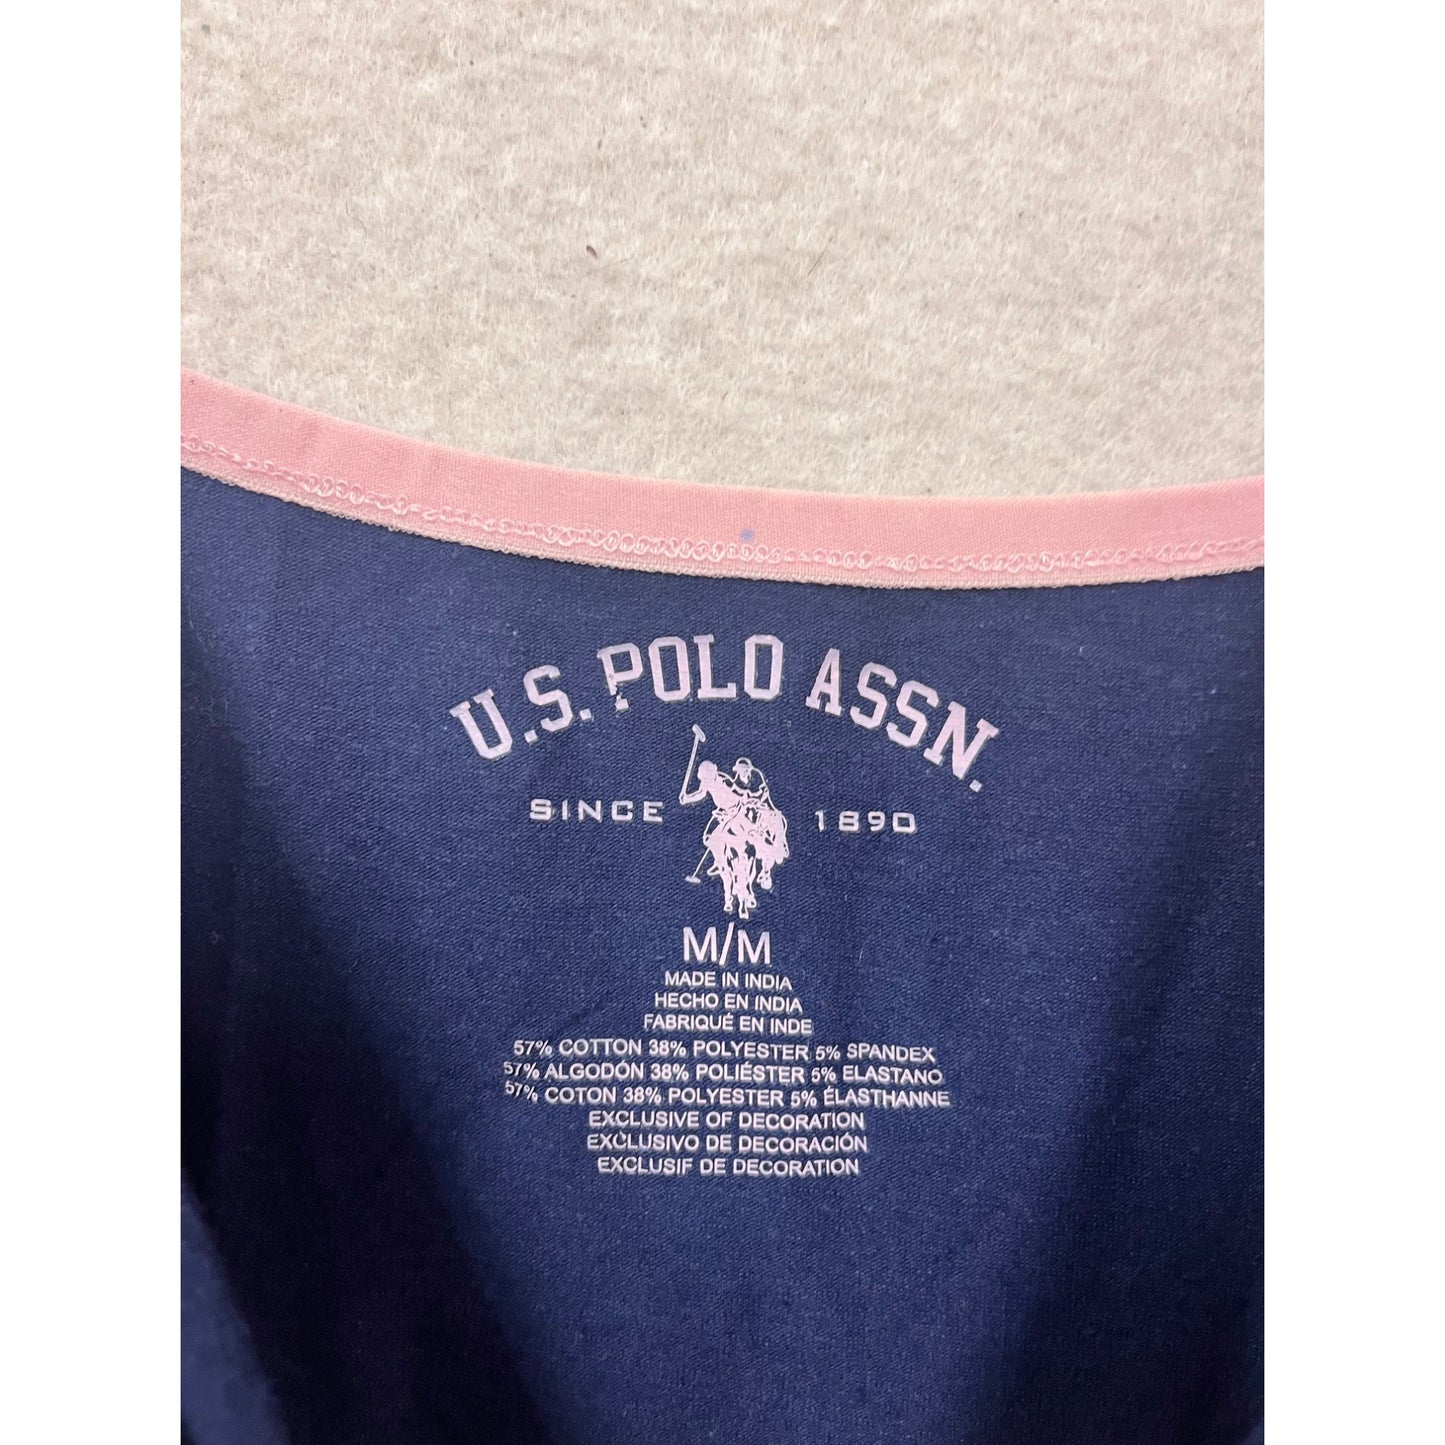 U.S. POLO ASSN.
SINCE 1890
M/M
MADE IN INDIA
HECHO EN INDIA
FABRIQUÉ EN INDE
57% COTTON 38% POLYESTER 5% SPANDEX
57% ALGODÓN 38% POLIÉSTER 5% ELASTANO
57% COTON 38% POLYESTER 5% ÉLASTHANNE
EXCLUSIVE OF DECORATION
EXCLUSIVO DE DECORACIÓN
EXCLUSIF DE DECORATION